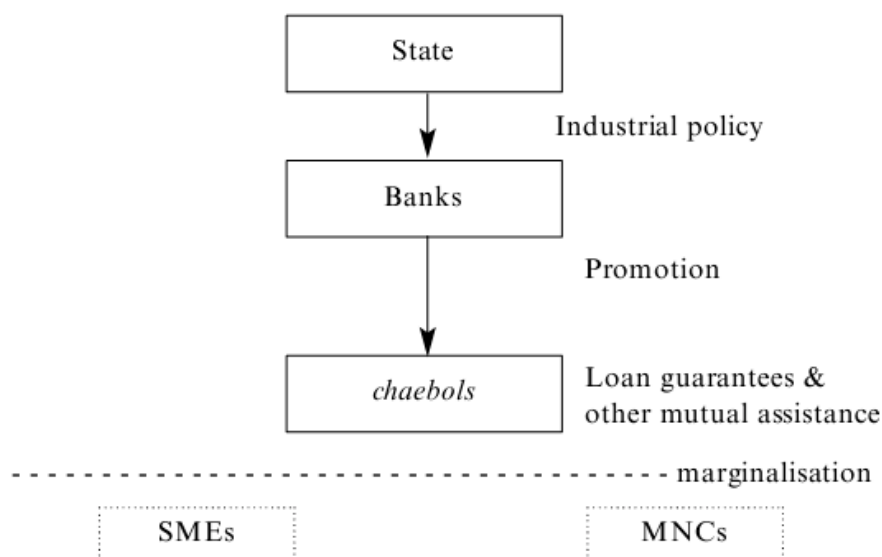 State
Industrial policy
Banks
Promotion
chaebols
Loan guarantees &
other mutual assistance
marginalisation
SMEs
MNCs